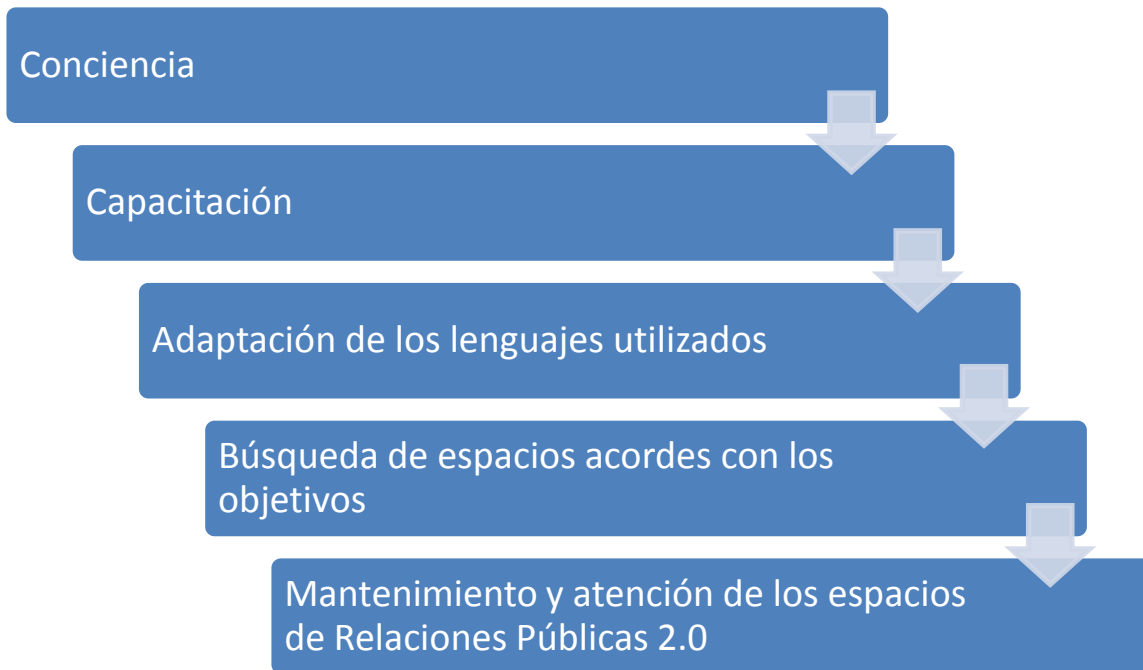 Conciencia
Capacitación
Adaptación de los lenguajes utilizados
Búsqueda de espacios acordes con los
objetivos
Mantenimiento y atención de los espacios
de Relaciones Públicas 2.0